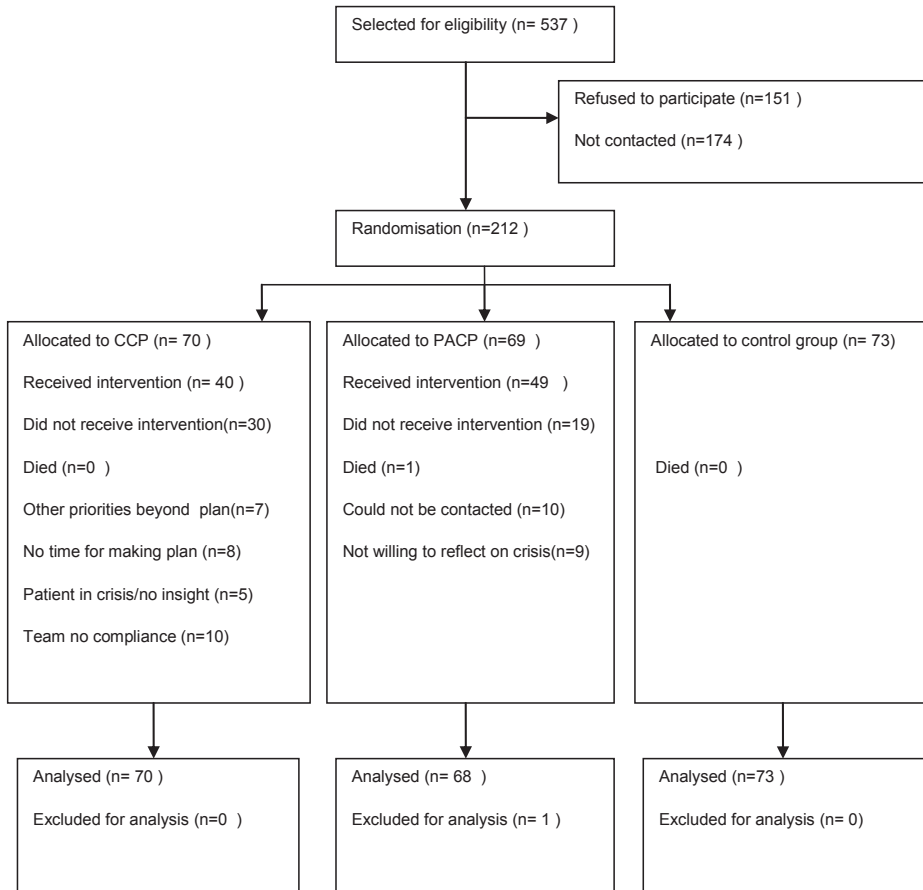 Selected for eligibility (n= 537 )
Refused to participate (n=151 )
Not contacted (n=174 )
Randomisation (n=212 )
Allocated to CCP (n= 70 )
Received intervention (n= 40 )
Did not receive intervention(n=30)
Died (n=0 )
Other priorities beyond plan(n=7)
No time for making plan (n=8)
Patient in crisis/no insight (n=5)
Team no compliance (n=10)
Allocated to PACP (n=69 )
Received intervention (n=49 )
Did not receive intervention (n=19)
Died (n=1)
Could not be contacted (n=10)
Not willing to reflect on crisis(n=9)
Allocated to control group (n= 73)
Died (n=0 )
Analysed (n= 70 )
Excluded for analysis (n=0 )
Analysed (n= 68 )
Excluded for analysis (n= 1 )
Analysed (n=73 )
Excluded for analysis (n= 0)